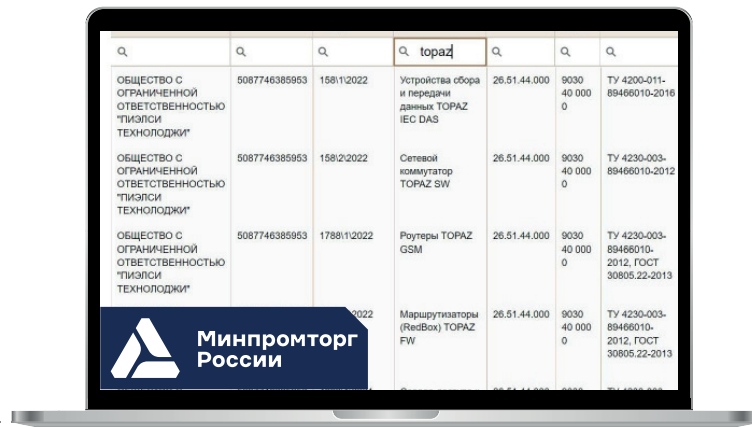 topaz
ОБЩЕСТВО С
ОГРАНИЧЕННОЙ
ОТВЕТСТВЕННОСТЬЮ
"ПИЭЛСИ
ТЕХНОЛОДЖИ"
5087746385953
158\1\2022
Устройства сбора
и передачи
данных TOPAZ
IEC DAS
26.51.44.000
9030
40 000
0
ТУ 4200-011-
89466010-2016
ОБЩЕСТВО С
ОГРАНИЧЕННОЙ
ОТВЕТСТВЕННОСТЬЮ
"ПИЭЛСИ
ТЕХНОЛОДЖИ"
5087746385953
158\2\2022
Сетевой
коммутатор
TOPAZ SW
26.51.44.000
9030
40 000
0
ТУ 4230-003-
89466010-2012
ОБЩЕСТВО С
ОГРАНИЧЕННОЙ
ОТВЕТСТВЕННОСТЬЮ
"ПИЭЛСИ
ТЕХНОЛОДЖИ"
5087746385953
1788\1\2022
Роутеры TOPAZ
GSM
26.51.44.000
9030
40 000
0
ТУ 4230-003-
89466010-
2012, ГОСТ
30805.22-2013
2022
Маршрутизаторы
(RedBox) TOPAZ
FW
26.51.44.000
9030
40 000
0
ТУ 4230-003-
89466010-
2012, ГОСТ
30805.22-2013
Минпромторг
России